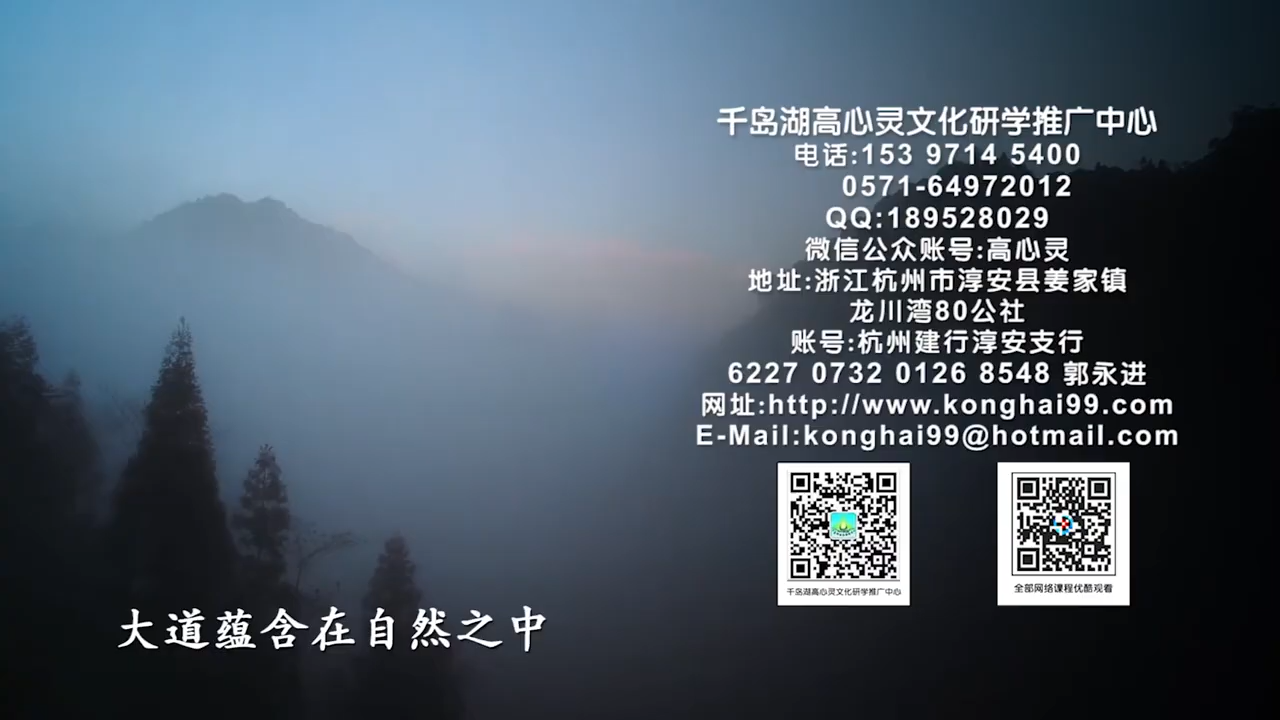 千岛湖高心灵文化研学推广中心
电话:153 9714 5400
0571-64972012
QQ:189528029
微信公众账号:高心灵
地址:浙江杭州市淳安县姜家镇
龙川湾80公社
账号:杭州建行淳安支行
6227 0732 0126 8548 郭永进
网址:http://www.konghai99.com
E-Mail:konghai99@hotmail.com
千岛湖高心灵文化研学推广中心
全部网络课程优酷观看
大道蕴含在自然之中